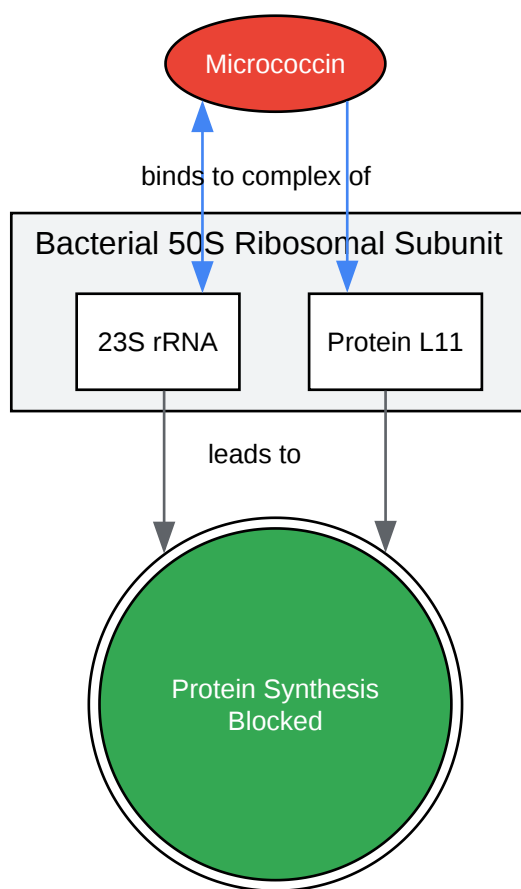 Micrococcin
binds to complex of
Bacterial 50S Ribosomal Subunit
23S rRNA
Protein L11
leads to
Protein Synthesis
Blocked